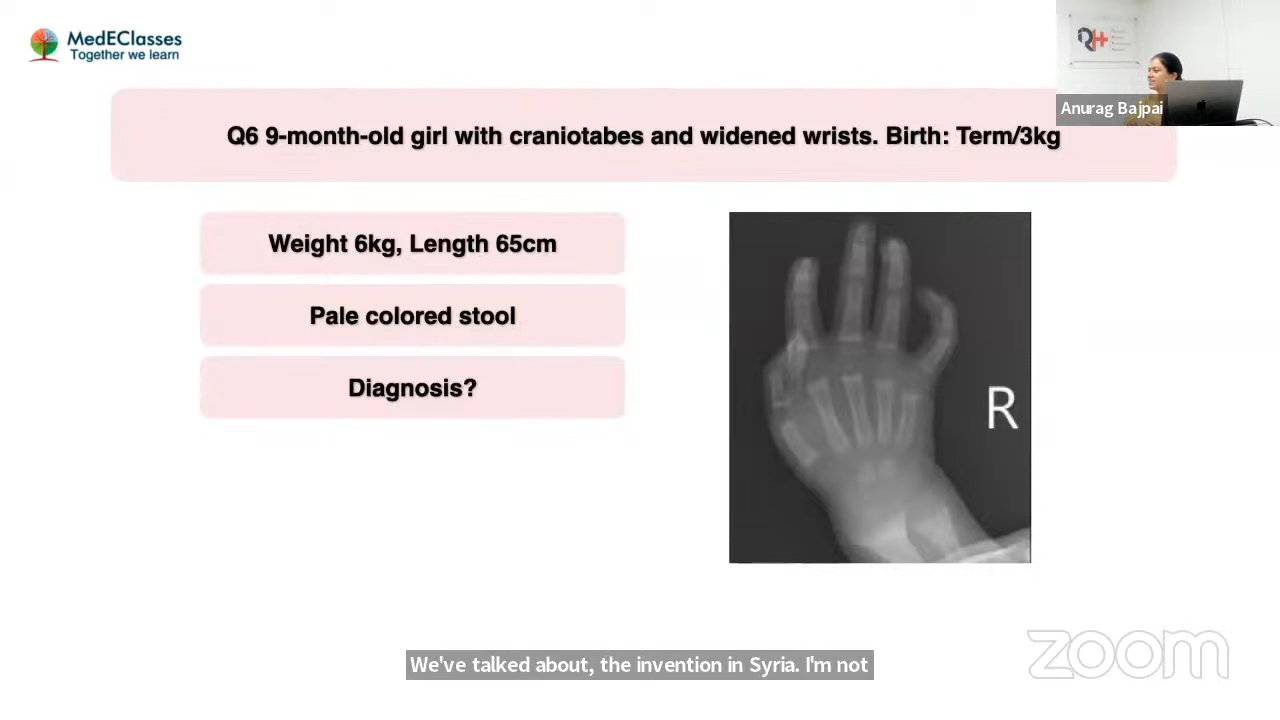 MedEClasses
Together we learn
RH+
Anurag Bajpai
Q6 9-month-old girl with craniotabes and widened wrists. Birth: Term/3kg
Weight 6kg, Length 65cm
Pale colored stool
Diagnosis?
R
We've talked about, the invention in Syria. I'm not
zoom